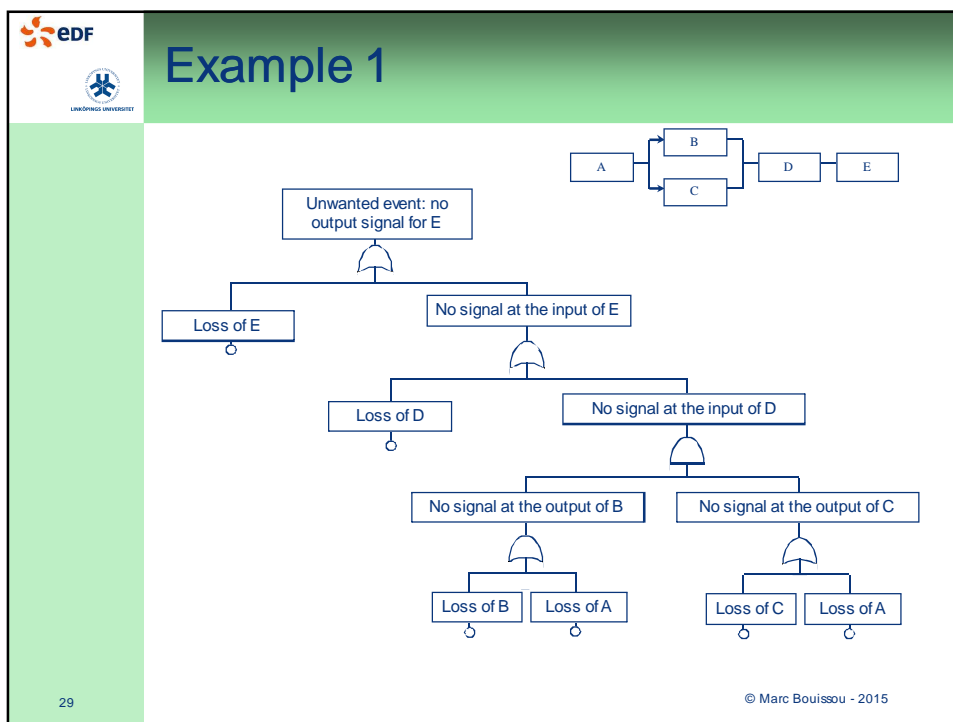 edf
LINKÖPINGS UNIVERSITET
Example 1
A
B
C
D
E
Unwanted event: no
output signal for E
Loss of E
No signal at the input of E
Loss of D
No signal at the input of D
No signal at the output of B
No signal at the output of C
Loss of B
Loss of A
Loss of C
Loss of A
29
© Marc Bouissou - 2015